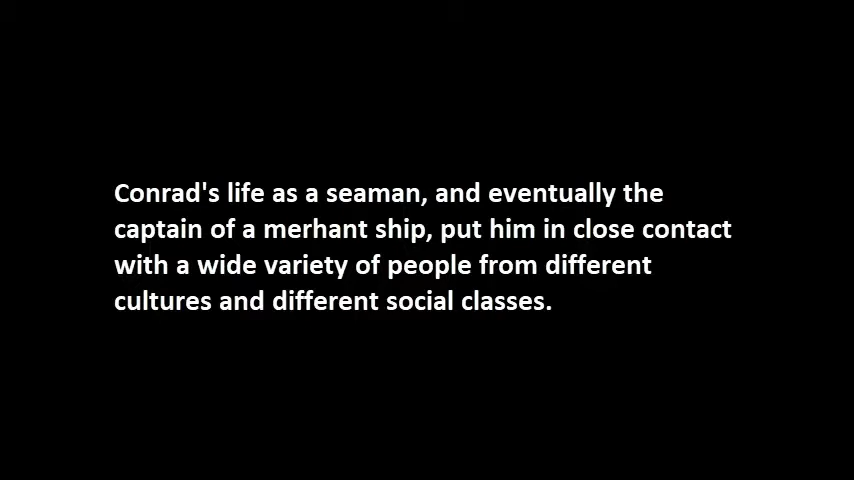 Conrad's life as a seaman, and eventually the
captain of a merhant ship, put him in close contact
with a wide variety of people from different
cultures and different social classes.